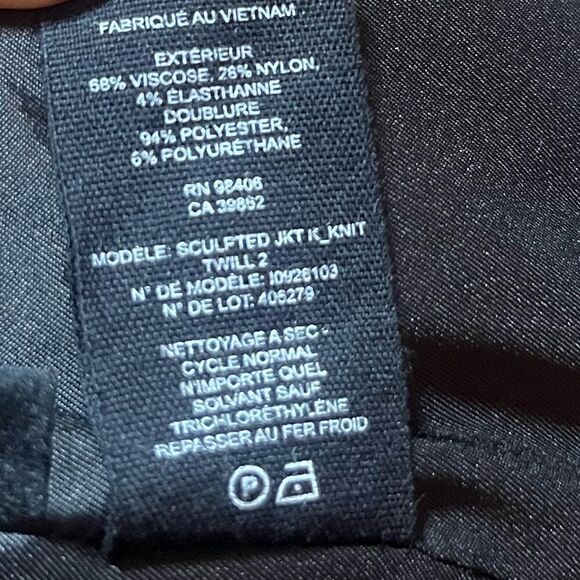 FABRIQUÉ AU VIETNAM
EXTÉRIEUR
68% VISCOSE, 28% NYLON,
4% ÉLASTHANNE
DOUBLURE
94% POLYESTER,
6% POLYURÉTHANE
RN 98406
CA 39862
MODÈLE: SCULPTED JKT K_KNIT
TWILL 2
N° DE MODÈLE: I0926103
N° DE LOT: 406279
NETTOYAGE A SEC -
CYCLE NORMAL
N'IMPORTE QUEL
SOLVANT SAUF
TRICHLORÉTHYLÈNE
REPASSER AU FER FROID
P